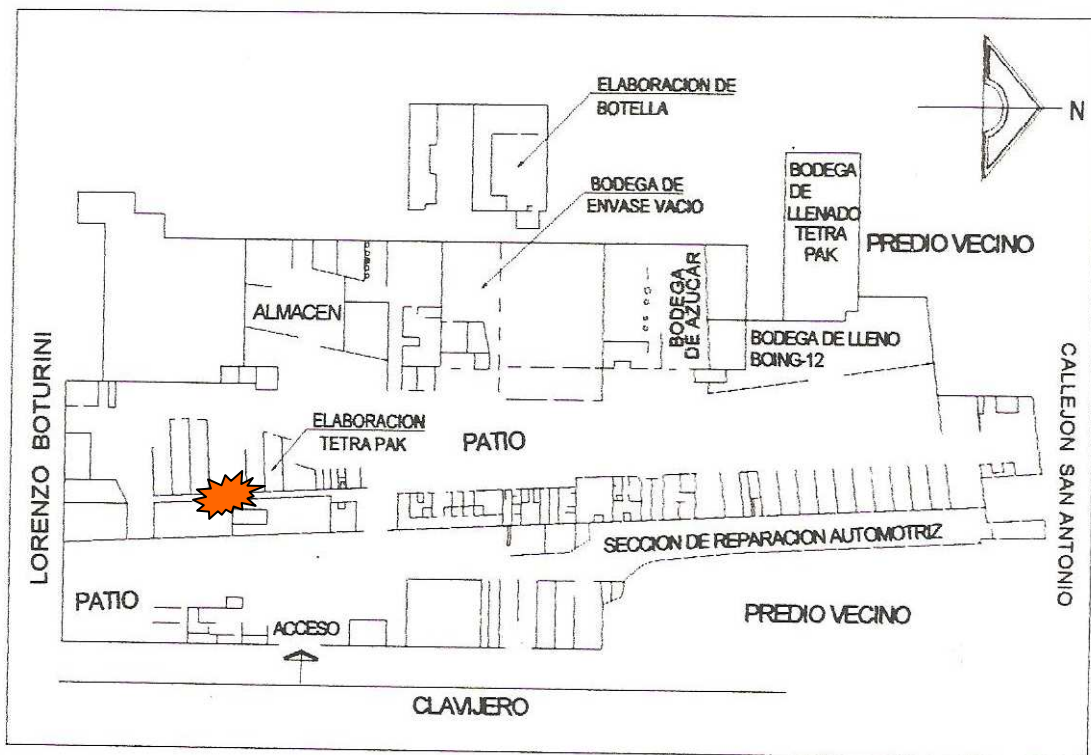 ELABORACION DE
BOTELLA
N
BODEGA DE
ENVASE VACIO
BODEGA
DE
LLENADO
TETRA
PAK
PREDIO VECINO
ALMACEN
BODEGA
DE AZUCAR
BODEGA DE LLENO
BOING-12
CALLEJON SAN ANTONIO
LORENZO BOTURINI
ELABORACION
TETRA PAK
PATIO
SECCION DE REPARACION AUTOMOTRIZ
PATIO
ACCESO
PREDIO VECINO
CLAVIJERO